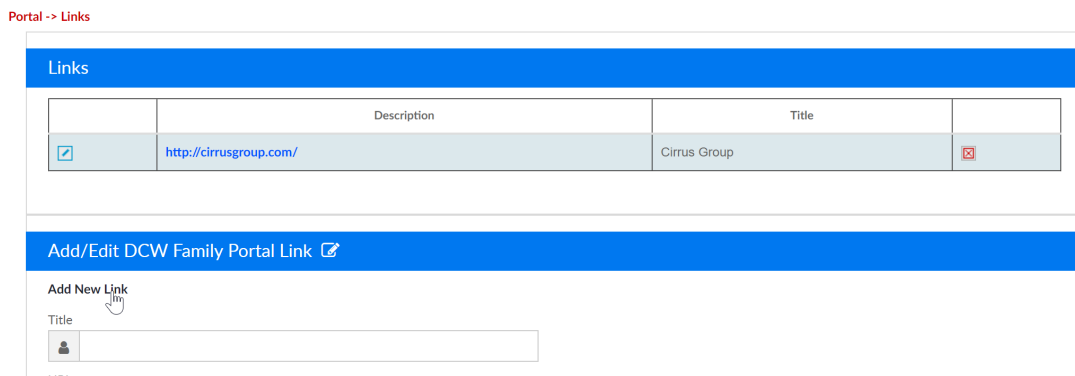 Portal -> Links
Links
Description Title
http://cirrusgroup.com/ Cirrus Group
Add/Edit DCW Family Portal Link
Add New Link
Title